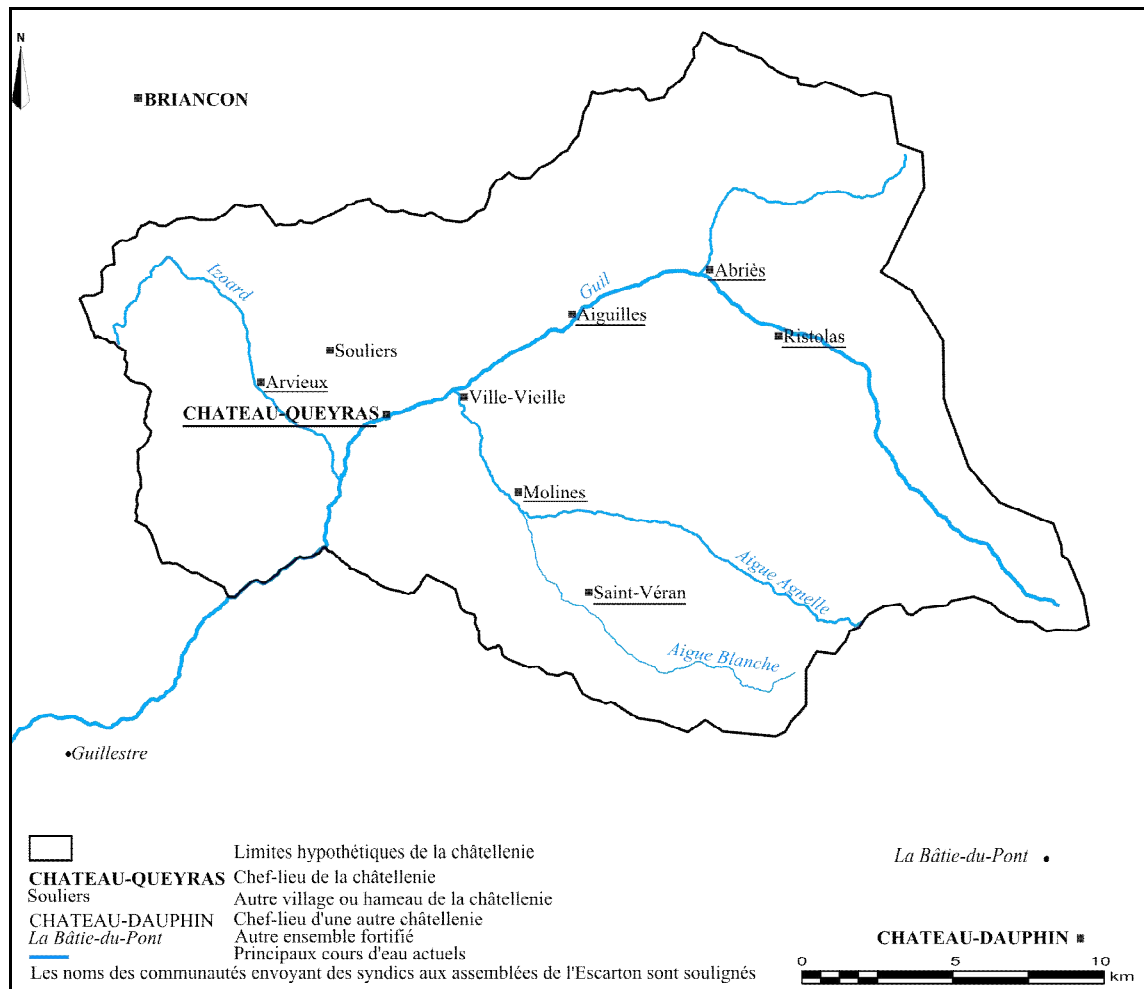 N
BRIANCON
Izoard
Guil
Abriès
Aiguilles
Ristolas
Souliers
Arvieux
Ville-Vieille
CHATEAU-QUEYRAS
Molines
Aigue Agnelle
Saint-Véran
Aigue Blanche
Guillestre
Limites hypothétiques de la châtellenie
La Bâtie-du-Pont
CHATEAU-QUEYRAS Chef-lieu de la châtellenie
Souliers Autre village ou hameau de la châtellenie
CHATEAU-DAUPHIN Chef-lieu d'une autre châtellenie
La Bâtie-du-Pont Autre ensemble fortifié
CHATEAU-DAUPHIN
Principaux cours d'eau actuels
Les noms des communautés envoyant des syndics aux assemblées de l'Escarton sont soulignés
0 5 10
km